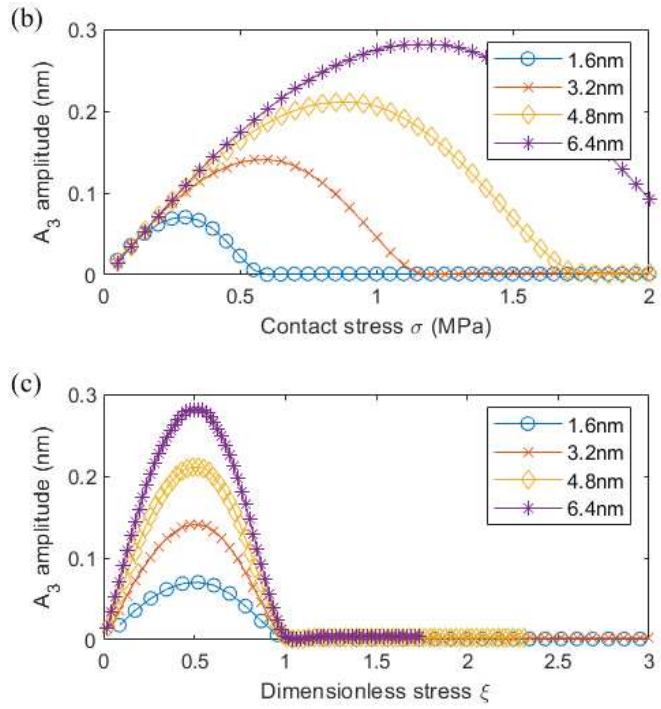 (b)
0.3
0.2
0.1
0
A3 amplitude (nm)
1.6nm
3.2nm
4.8nm
6.4nm
0 0.5 1 1.5 2
Contact stress σ (MPa)
(c)
0.3
0.2
0.1
0
A3 amplitude (nm)
1.6nm
3.2nm
4.8nm
6.4nm
0 0.5 1 1.5 2 2.5 3
Dimensionless stress ξ